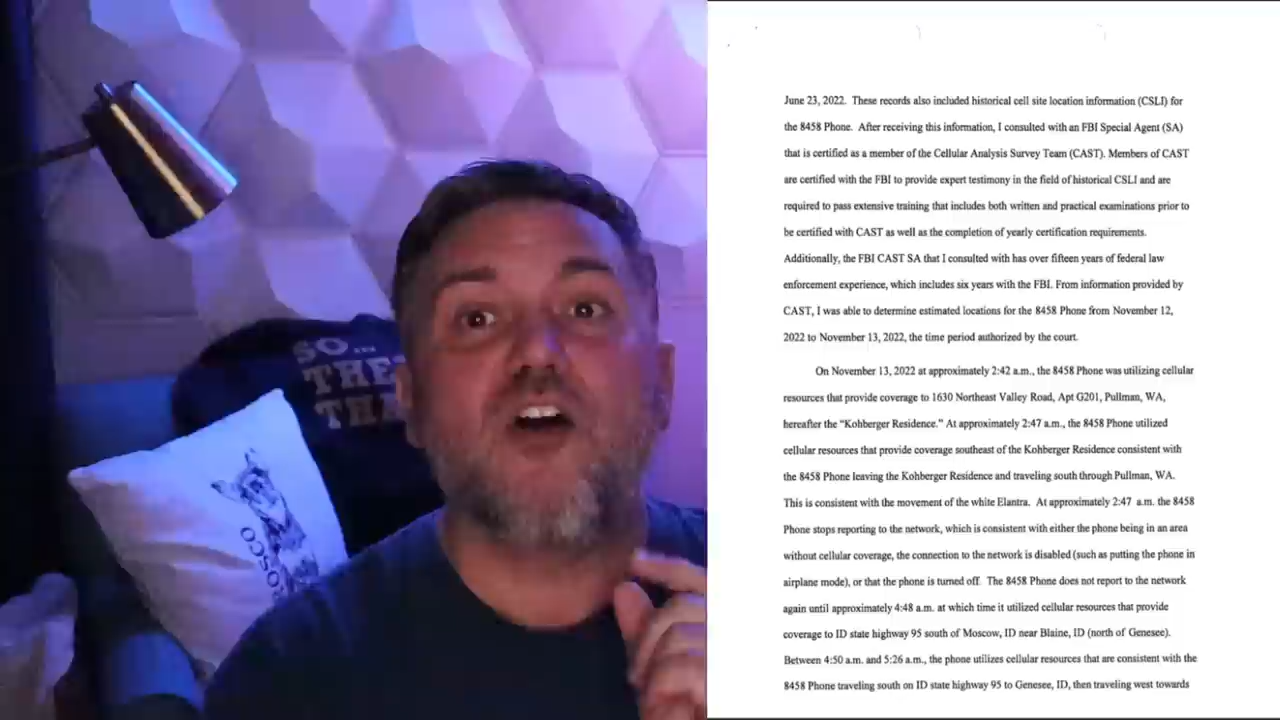 SO...
THE
THA
OCO
SO
June 23, 2022.  These records also included historical cell site location information (CSLI) for
the 8458 Phone.  After receiving this information, I consulted with an FBI Special Agent (SA)
that is certified as a member of the Cellular Analysis Survey Team (CAST). Members of CAST
are certified with the FBI to provide expert testimony in the field of historical CSLI and are
required to pass extensive training that includes both written and practical examinations prior to
be certified with CAST as well as the completion of yearly certification requirements.
Additionally, the FBI CAST SA that I consulted with has over fifteen years of federal law
enforcement experience, which includes six years with the FBI. From information provided by
CAST, I was able to determine estimated locations for the 8458 Phone from November 12,
2022 to November 13, 2022, the time period authorized by the court.
On November 13, 2022 at approximately 2:42 a.m., the 8458 Phone was utilizing cellular
resources that provide coverage to 1630 Northeast Valley Road, Apt G201, Pullman, WA,
hereafter the “Kohberger Residence.” At approximately 2:47 a.m., the 8458 Phone utilized
cellular resources that provide coverage southeast of the Kohberger Residence consistent with
the 8458 Phone leaving the Kohberger Residence and traveling south through Pullman, WA.
This is consistent with the movement of the white Elantra.  At approximately 2:47  a.m. the 8458
Phone stops reporting to the network, which is consistent with either the phone being in an area
without cellular coverage, the connection to the network is disabled (such as putting the phone in
airplane mode), or that the phone is turned off.  The 8458 Phone does not report to the network
again until approximately 4:48 a.m. at which time it utilized cellular resources that provide
coverage to ID state highway 95 south of Moscow, ID near Blaine, ID (north of Genesee).
Between 4:50 a.m. and 5:26 a.m., the phone utilizes cellular resources that are consistent with the
8458 Phone traveling south on ID state highway 95 to Genesee, ID, then traveling west towards